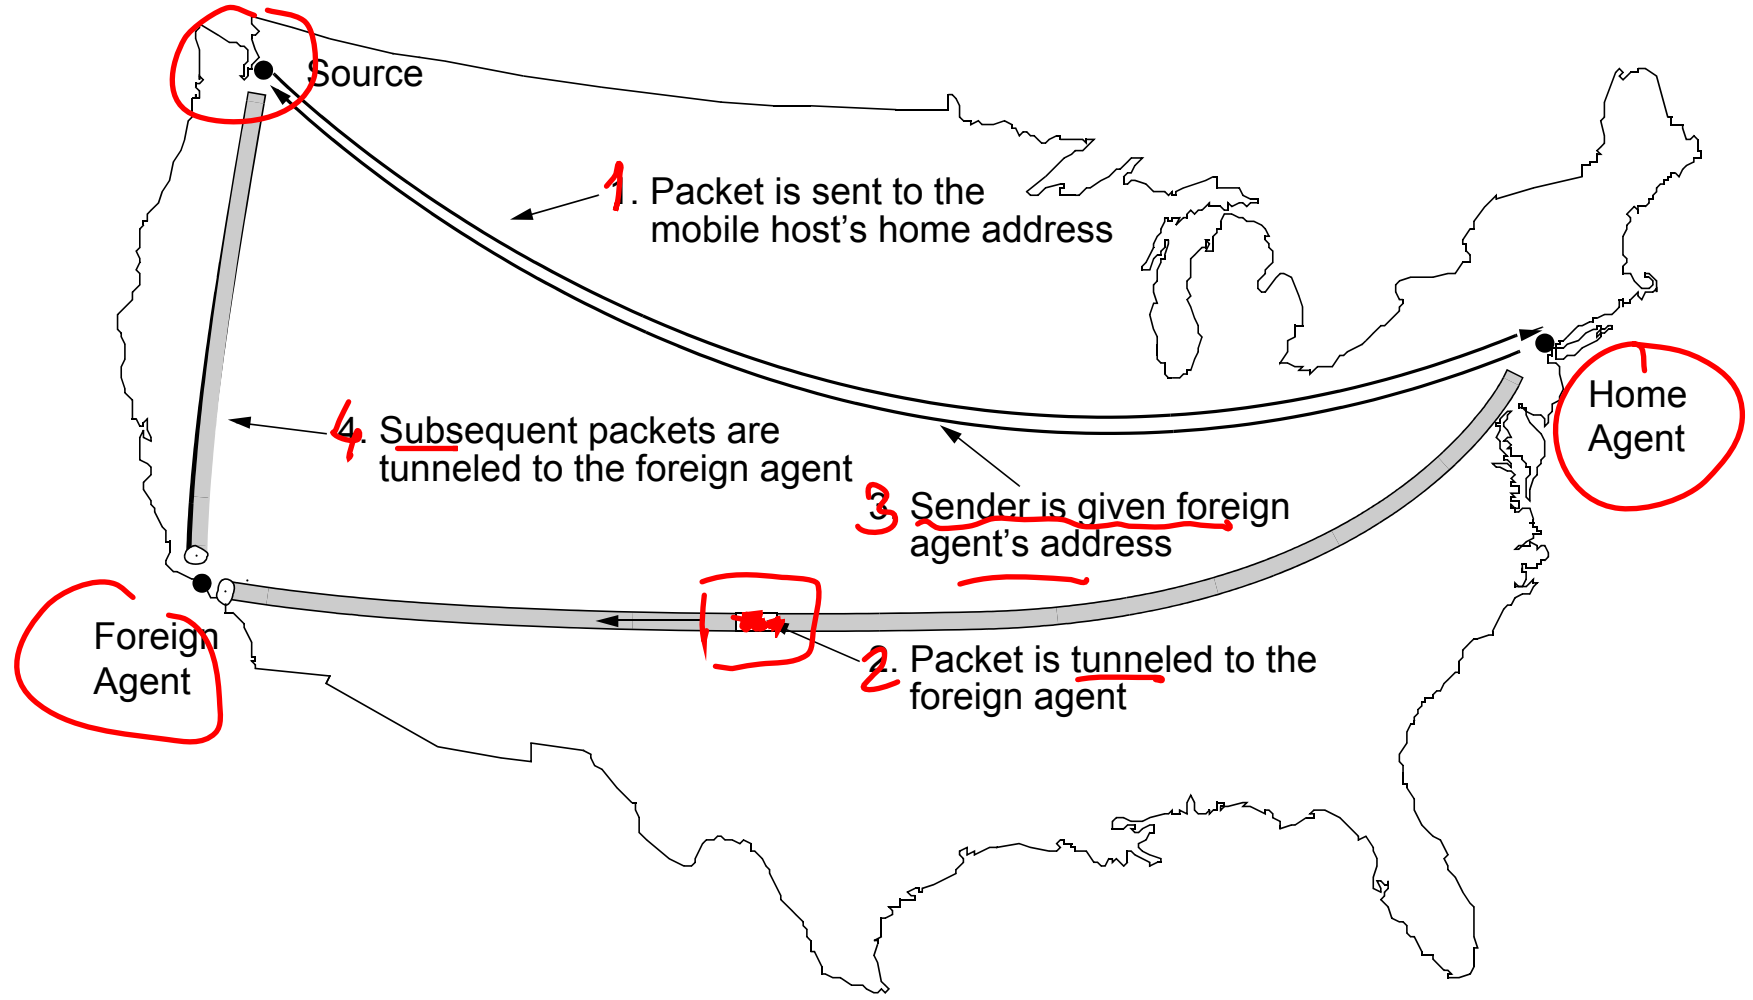 Source
1. Packet is sent to the
mobile host’s home address
Home
Agent
4. Subsequent packets are
tunneled to the foreign agent
3. Sender is given foreign
agent’s address
Foreign
Agent
2. Packet is tunneled to the
foreign agent